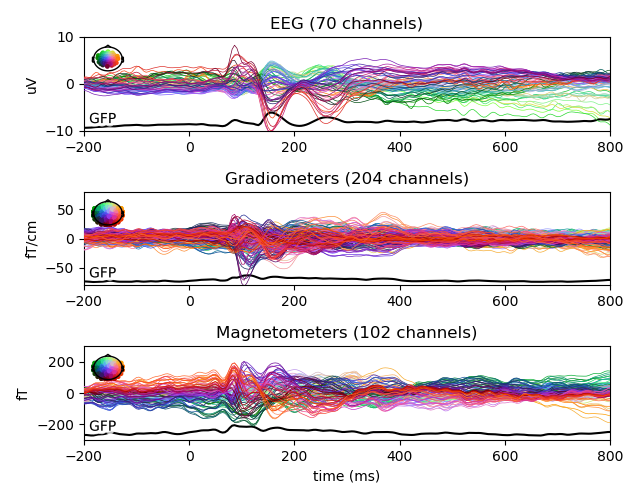 EEG (70 channels)
10
0
−10
uV
GFP
−200 0 200 400 600 800
Gradiometers (204 channels)
50
0
−50
fT/cm
GFP
−200 0 200 400 600 800
Magnetometers (102 channels)
200
0
−200
fT
GFP
−200 0 200 400 600 800
time (ms)